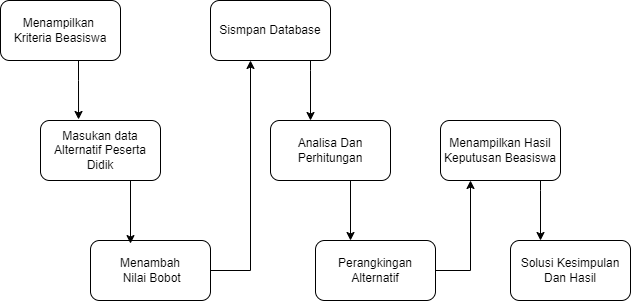 Menampilkan
Kriteria Beasiswa
Masukan data
Alternatif Peserta
Didik
Menambah
Nilai Bobot
Sismpan Database
Analisa Dan
Perhitungan
Perangkingan
Alternatif
Menampilkan Hasil
Keputusan Beasiswa
Solusi Kesimpulan
Dan Hasil